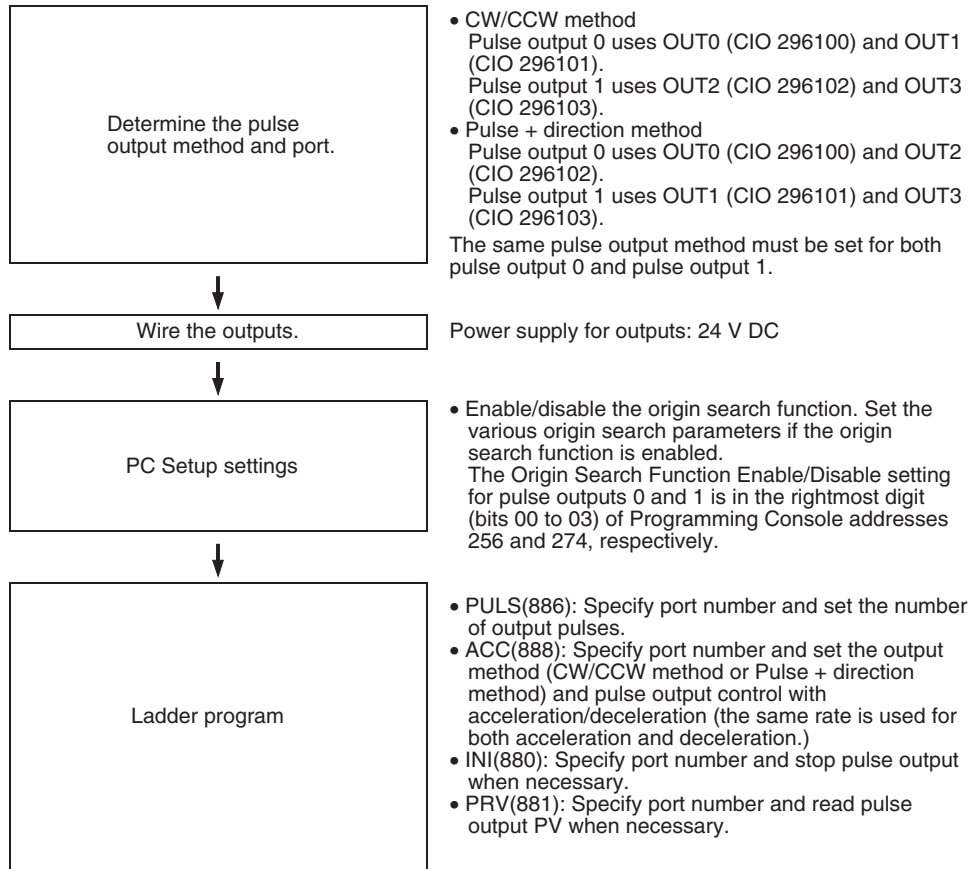 Determine the pulse
output method and port.
• CW/CCW method
Pulse output 0 uses OUT0 (CIO 296100) and OUT1
(CIO 296101).
Pulse output 1 uses OUT2 (CIO 296102) and OUT3
(CIO 296103).
• Pulse + direction method
Pulse output 0 uses OUT0 (CIO 296100) and OUT2
(CIO 296102).
Pulse output 1 uses OUT1 (CIO 296101) and OUT3
(CIO 296103).
The same pulse output method must be set for both
pulse output 0 and pulse output 1.
Wire the outputs.
Power supply for outputs: 24 V DC
PC Setup settings
• Enable/disable the origin search function. Set the
various origin search parameters if the origin
search function is enabled.
The Origin Search Function Enable/Disable setting
for pulse outputs 0 and 1 is in the rightmost digit
(bits 00 to 03) of Programming Console addresses
256 and 274, respectively.
Ladder program
• PULS(886): Specify port number and set the number
of output pulses.
• ACC(888): Specify port number and set the output
method (CW/CCW method or Pulse + direction
method) and pulse output control with
acceleration/deceleration (the same rate is used for
both acceleration and deceleration.)
• INI(880): Specify port number and stop pulse output
when necessary.
• PRV(881): Specify port number and read pulse
output PV when necessary.